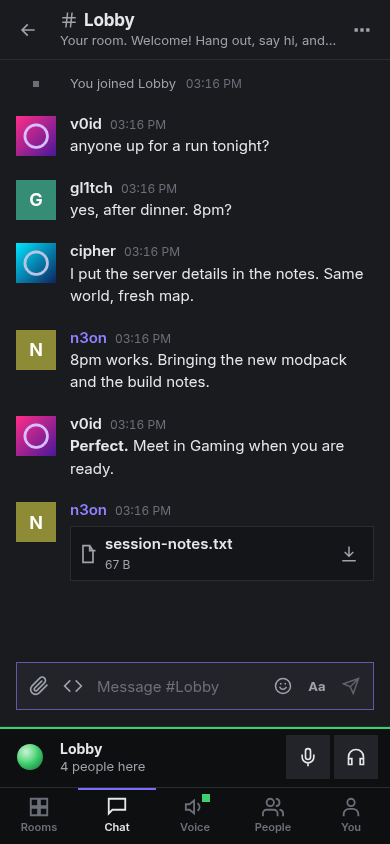 # Lobby
Your room. Welcome! Hang out, say hi, and...
You joined Lobby 03:16 PM
v0id 03:16 PM
anyone up for a run tonight?
G
gl1tch 03:16 PM
yes, after dinner. 8pm?
cipher 03:16 PM
I put the server details in the notes. Same
world, fresh map.
N
n3on 03:16 PM
8pm works. Bringing the new modpack
and the build notes.
v0id 03:16 PM
Perfect. Meet in Gaming when you are
ready.
N
n3on 03:16 PM
session-notes.txt
67 B
Message #Lobby
Aa
Lobby
4 people here
Rooms Chat Voice People You